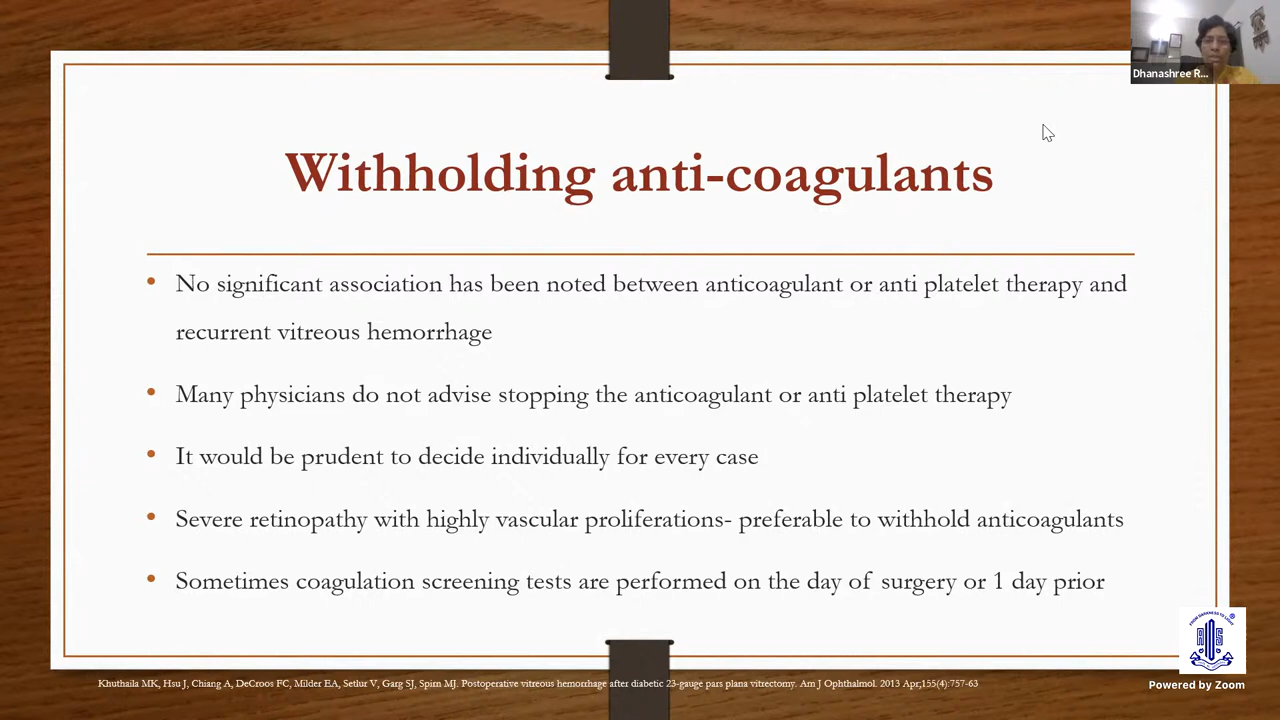 Dhanashree R...
Withholding anti-coagulants
• No significant association has been noted between anticoagulant or anti platelet therapy and
recurrent vitreous hemorrhage
• Many physicians do not advise stopping the anticoagulant or anti platelet therapy
• It would be prudent to decide individually for every case
• Severe retinopathy with highly vascular proliferations- preferable to withhold anticoagulants
• Sometimes coagulation screening tests are performed on the day of surgery or 1 day prior
Khuthaila MK, Hsu J, Chiang A, DeCroos FC, Milder EA, Setlur V, Garg SJ, Spirn MJ. Postoperative vitreous hemorrhage after diabetic 23-gauge pars plana vitrectomy. Am J Ophthalmol. 2013 Apr;155(4):757-63
Powered by Zoom